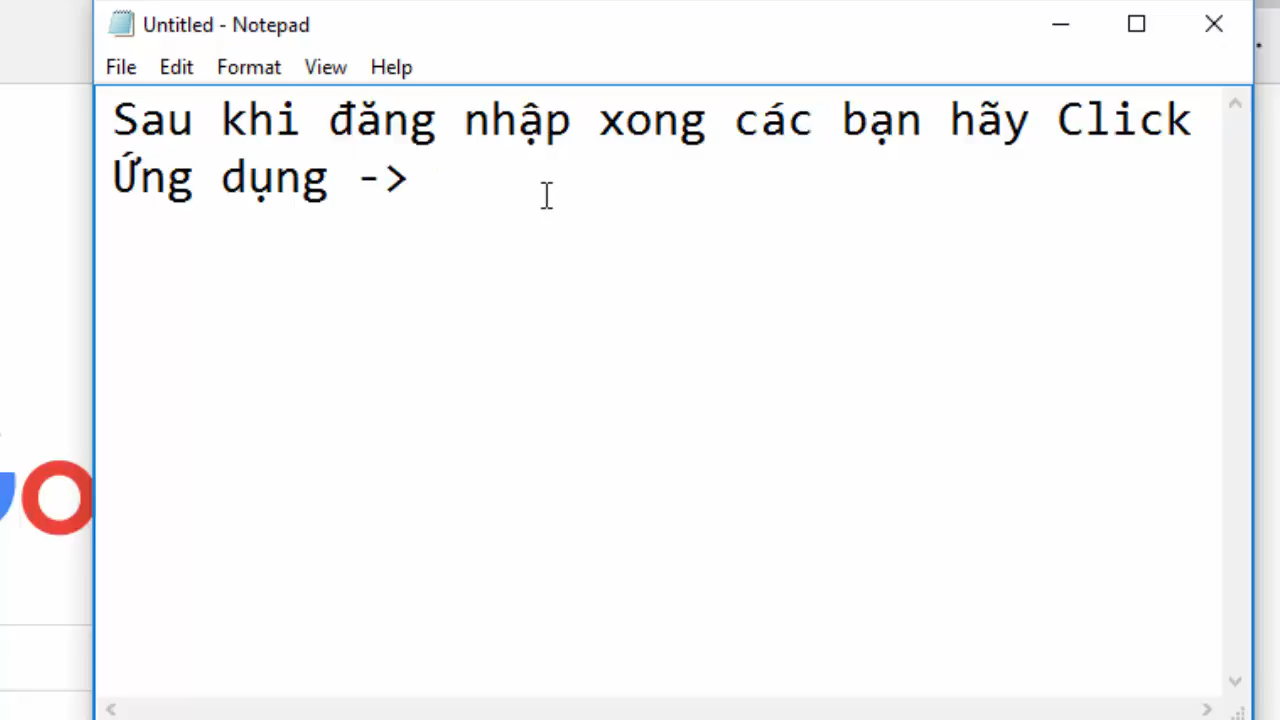 Untitled - Notepad
File Edit Format View Help
Sau khi đăng nhập xong các bạn hãy Click
Ứng dụng ->